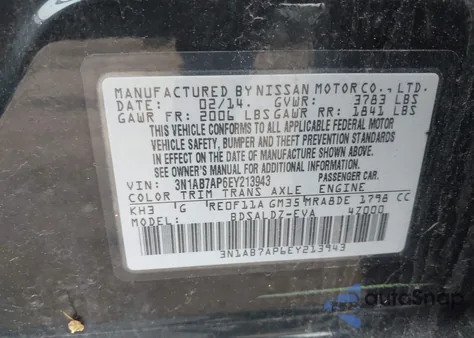 MANUFACTURED BY NISSAN MOTOR CO., LTD.
DATE: 02/14. GVWR: 3783 LBS
GAWR FR: 2006 LBS GAWR RR: 1841 LBS
THIS VEHICLE CONFORMS TO ALL APPLICABLE FEDERAL MOTOR
VEHICLE SAFETY, BUMPER AND THEFT PREVENTION STANDARDS
IN EFFECT ON THE DATE OF MANUFACTURE SHOWN ABOVE.
SEE OWNER'S MANUAL FOR ADDITIONAL INFORMATION.
PASSENGER CAR.
VIN: 3N1AB7AP6EY213943
COLOR TRIM TRANS AXLE ENGINE
KH3 G RE0F11A GM35 MRA8DE 1798 CC
MODEL: BDSALDZ-EVA 4Z000
3N1AB7AP6EY213943
autoSnap